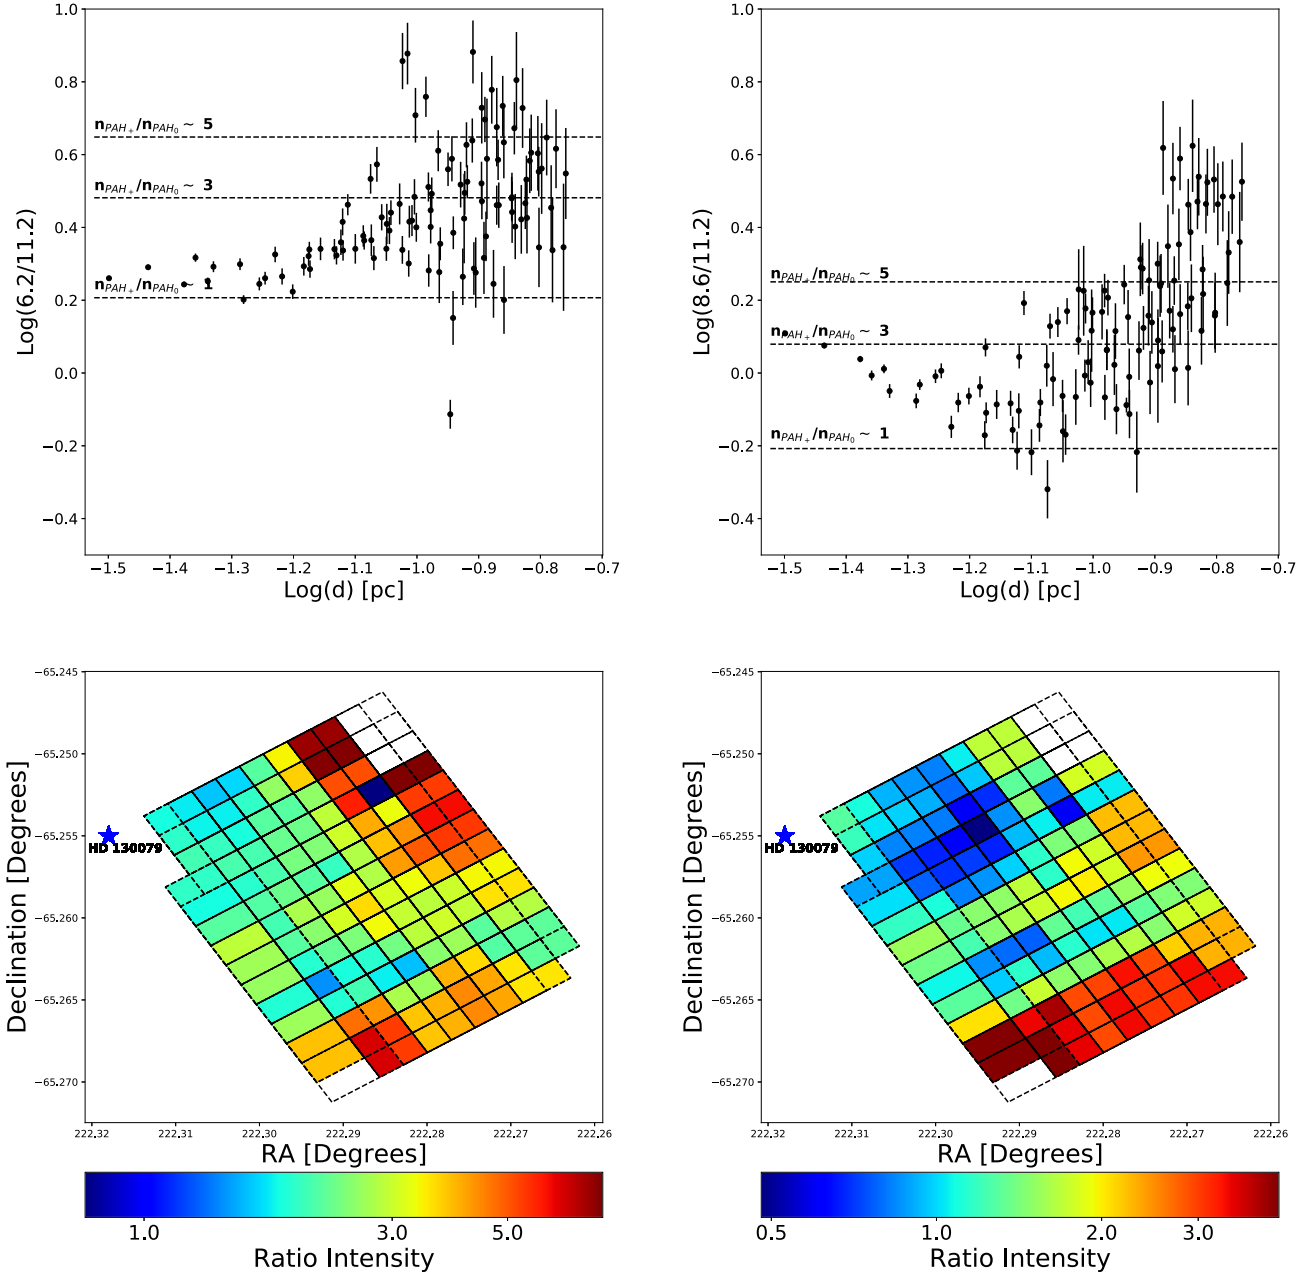 1.0
0.8
0.6
0.4
0.2
0.0
−0.2
−0.4
Log(6.2/11.2)
n_PAH+/n_PAH0 ~ 5
n_PAH+/n_PAH0 ~ 3
n_PAH+/n_PAH0 ~ 1
−1.5 −1.4 −1.3 −1.2 −1.1 −1.0 −0.9 −0.8 −0.7
Log(d) [pc]
1.0
0.8
0.6
0.4
0.2
0.0
−0.2
−0.4
Log(8.6/11.2)
n_PAH+/n_PAH0 ~ 5
n_PAH+/n_PAH0 ~ 3
n_PAH+/n_PAH0 ~ 1
−1.5 −1.4 −1.3 −1.2 −1.1 −1.0 −0.9 −0.8 −0.7
Log(d) [pc]
−65.245
−65.250
−65.255
−65.260
−65.265
−65.270
Declination [Degrees]
HD 130079
222.32 222.31 222.30 222.29 222.28 222.27 222.26
RA [Degrees]
1.0 3.0 5.0
Ratio Intensity
−65.245
−65.250
−65.255
−65.260
−65.265
−65.270
Declination [Degrees]
HD 130079
222.32 222.31 222.30 222.29 222.28 222.27 222.26
RA [Degrees]
0.5 1.0 2.0 3.0
Ratio Intensity